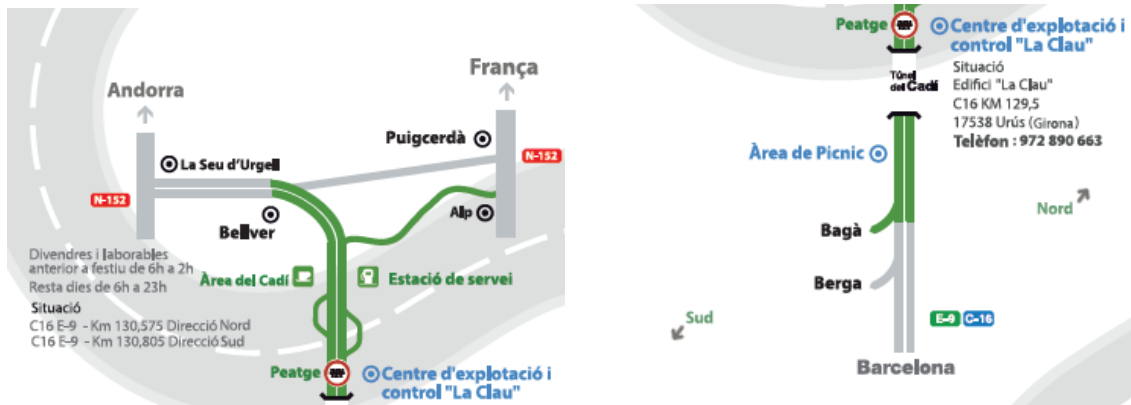 França
Andorra
Puigcerdà
N-152
La Seu d'Urgell
N-152
Alp
Bellver
Divendres i laborables
anterior a festiu de 6h a 2h
Resta dies de 6h a 23h
Àrea del Cadí
Estació de servei
Situació
C16 E-9 - Km 130,575 Direcció Nord
C16 E-9 - Km 130,805 Direcció Sud
Peatge
Centre d'explotació i
control "La Clau"
Peatge
Centre d'explotació i
control "La Clau"
Túnel
del Cadí
Situació
Edifici "La Clau"
C16 KM 129,5
17538 Urús (Girona)
Telèfon : 972 890 663
Àrea de Picnic
Nord
Bagà
Berga
Sud
E-9 C-16
Barcelona